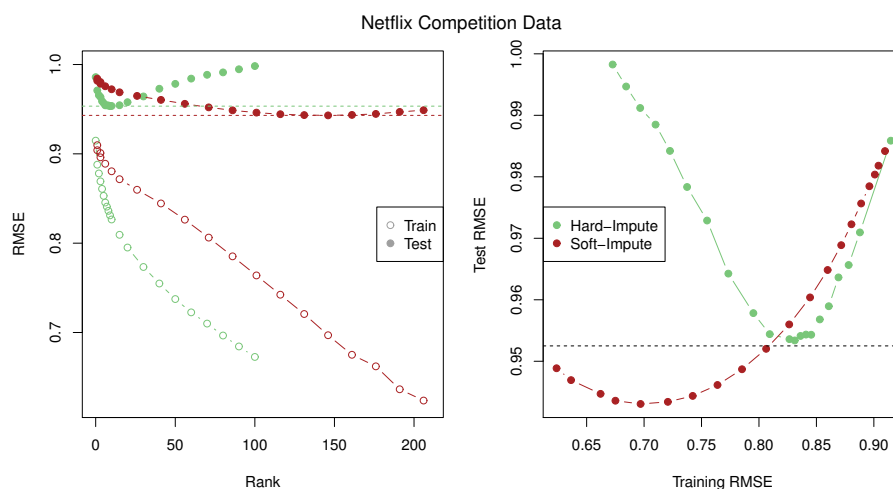 Netflix Competition Data
1.0
0.9
0.8
0.7
RMSE
0
50
100
150
200
Rank
Train
Test
1.00
0.99
0.98
0.97
0.96
0.95
Test RMSE
0.65
0.70
0.75
0.80
0.85
0.90
Training RMSE
Hard−Impute
Soft−Impute